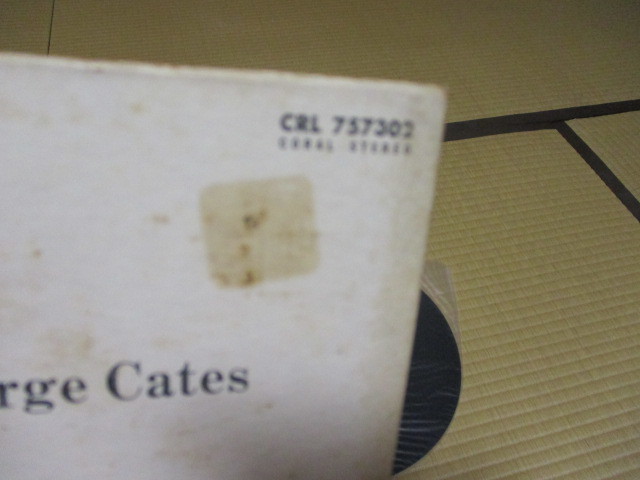 CRL 757302
CORAL STEREO
rge Cates